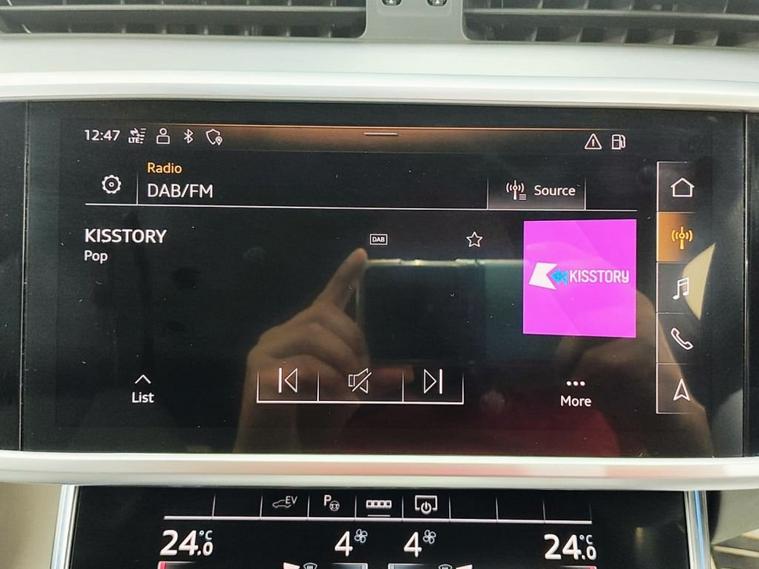 12:47 LTE
Radio
DAB/FM
Source
KISSTORY
Pop
DAB
KISSTORY
List
More
EV
P
24.0 °C
4
4
24.0 °C